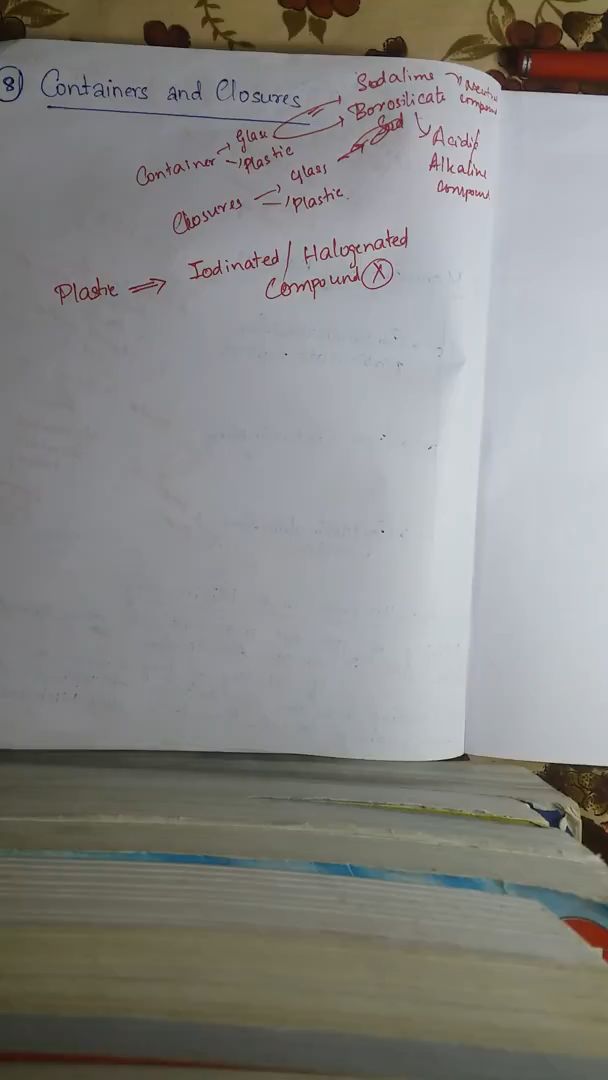 8 Containers and Closures
Sodalime → Neutral
compound
Borosilicate
Acidic
Alkaline
compound
Container → Glass
→ Plastic
Closures → Glass
→ Plastic.
Plastic ⇒ Iodinated / Halogenated
Compound X.